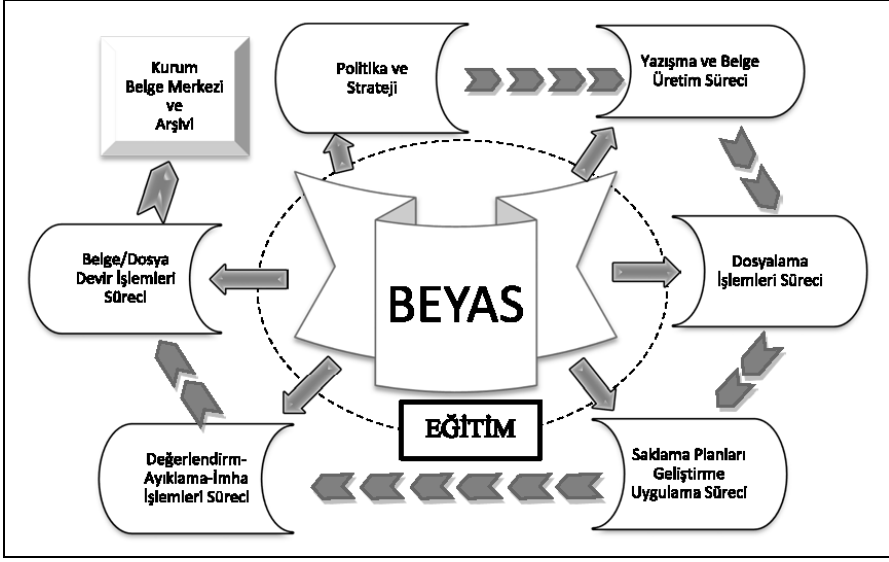 Kurum
Belge Merkezi
ve
Arşivi
Politika ve
Strateji
Yazışma ve Belge
Üretim Süreci
Belge/Dosya
Devir İşlemleri
Süreci
BEYAS
Dosyalama
İşlemleri Süreci
EĞİTİM
Değerlendirm-
Ayıklama-İmha
İşlemleri Süreci
Saklama Planları
Geliştirme
Uygulama Süreci